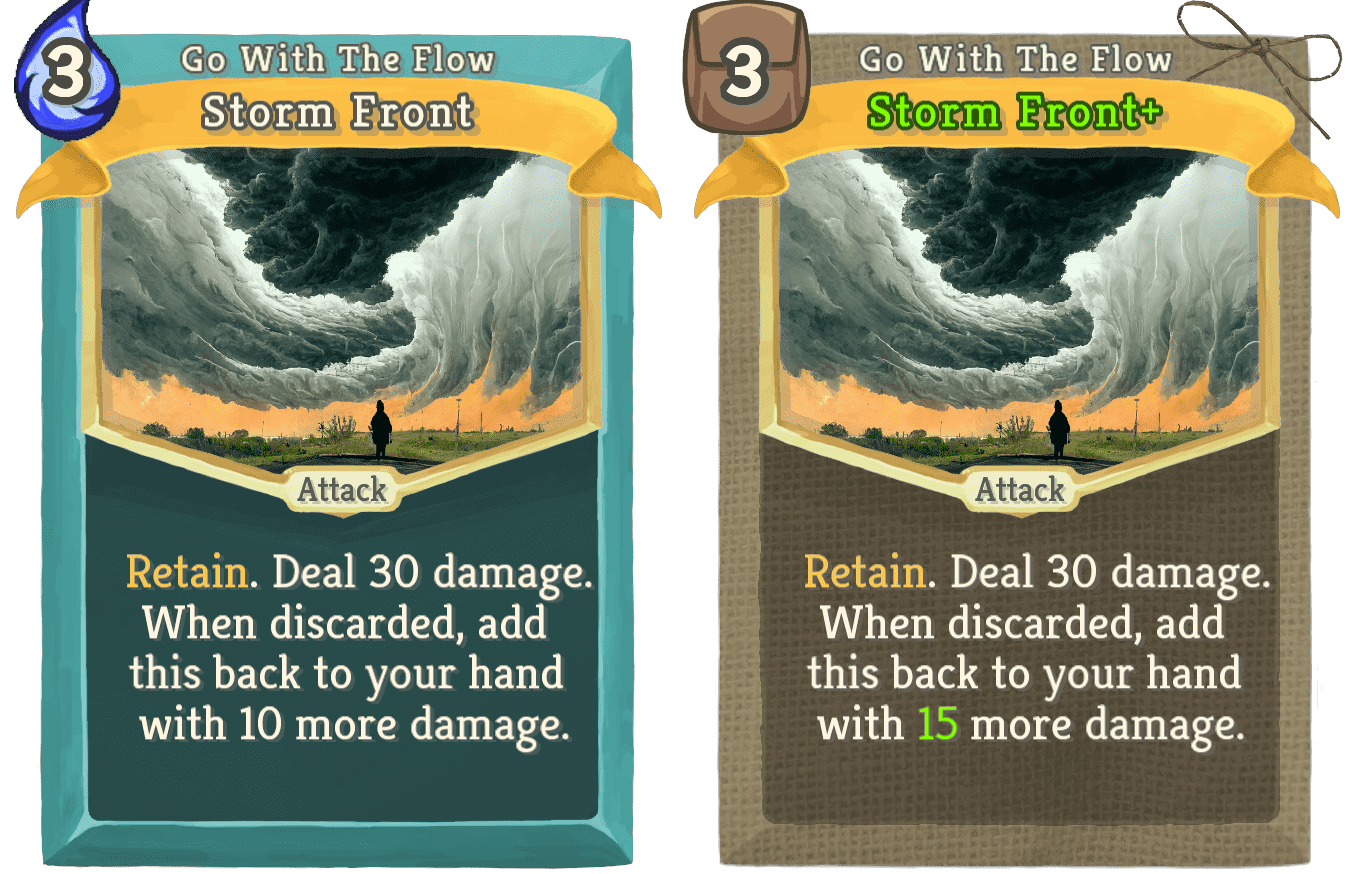 3
Go With The Flow
Storm Front
Attack
Retain. Deal 30 damage.
When discarded, add
this back to your hand
with 10 more damage.
3
Go With The Flow
Storm Front+
Attack
Retain. Deal 30 damage.
When discarded, add
this back to your hand
with 15 more damage.